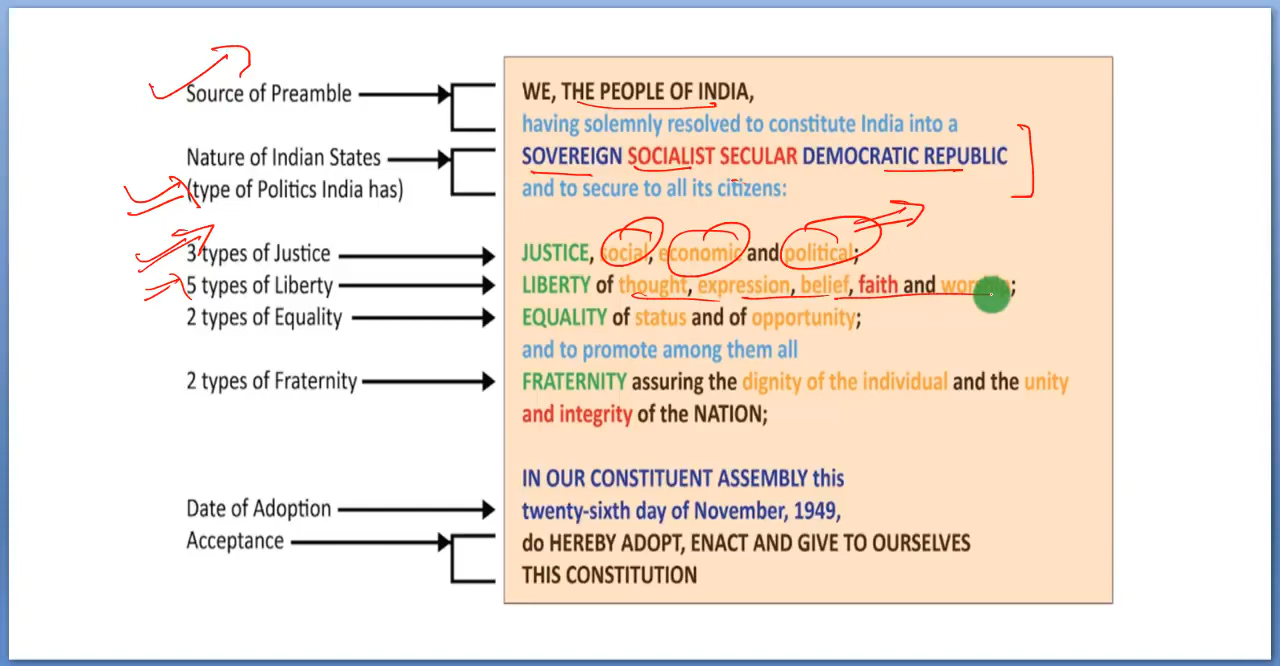 Source of Preamble
WE, THE PEOPLE OF INDIA,
having solemnly resolved to constitute India into a
Nature of Indian States
SOVEREIGN SOCIALIST SECULAR DEMOCRATIC REPUBLIC
(type of Politics India has)
and to secure to all its citizens:
3 types of Justice
JUSTICE, social, economic and political;
5 types of Liberty
LIBERTY of thought, expression, belief, faith and ;
2 types of Equality
EQUALITY of status and of opportunity;
and to promote among them all
2 types of Fraternity
FRATERNITY assuring the dignity of the individual and the unity
and integrity of the NATION;
IN OUR CONSTITUENT ASSEMBLY this
Date of Adoption
twenty-sixth day of November, 1949,
Acceptance
do HEREBY ADOPT, ENACT AND GIVE TO OURSELVES
THIS CONSTITUTION